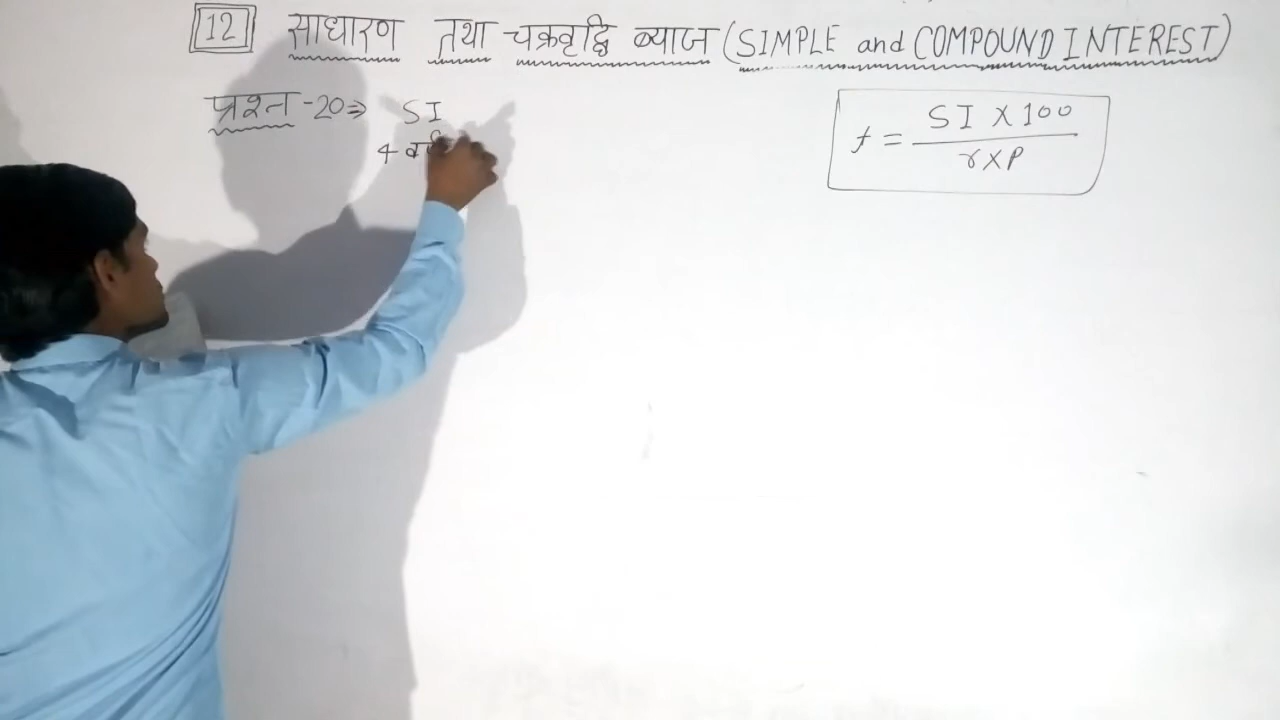 12 साधारण तथा चक्रवृद्धि ब्याज (SIMPLE and COMPOUND INTEREST)
प्रश्न -20⇒ SI
4
t = SI X 100 / r X P